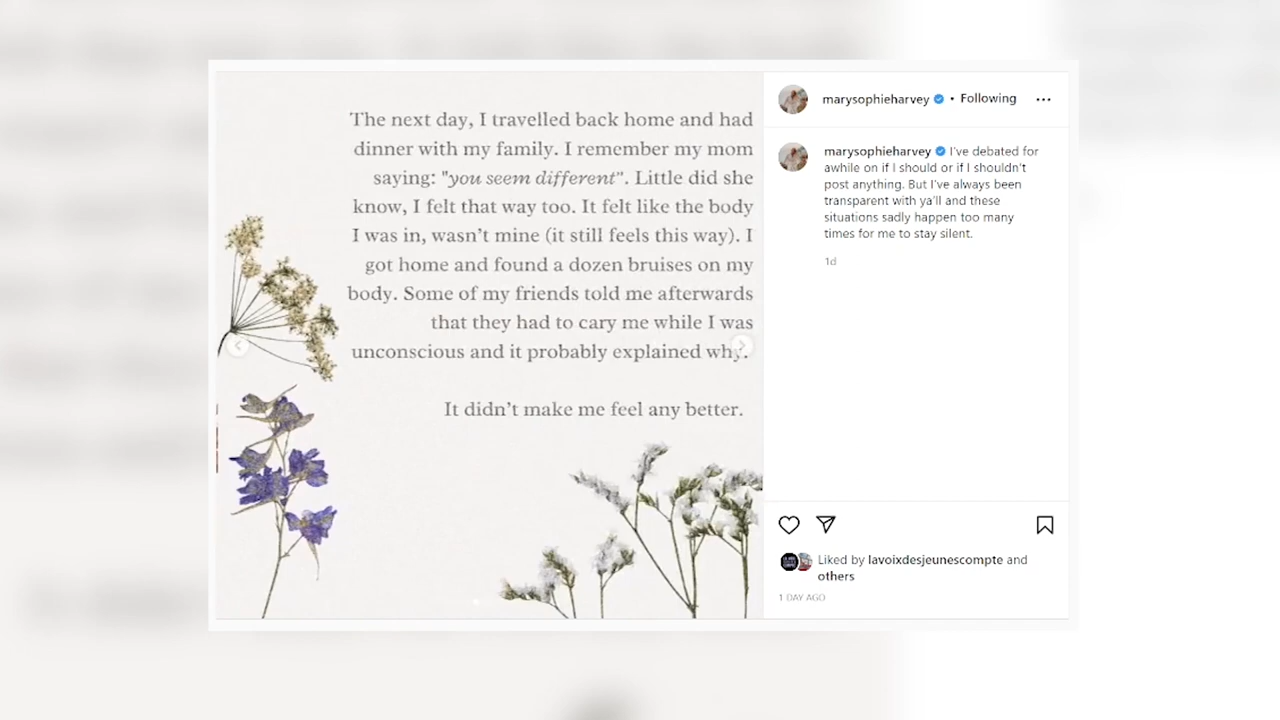 The next day, I travelled back home and had
dinner with my family. I remember my mom
saying: "you seem different". Little did she
know, I felt that way too. It felt like the body
I was in, wasn't mine (it still feels this way). I
got home and found a dozen bruises on my
body. Some of my friends told me afterwards
that they had to cary me while I was
unconscious and it probably explained why.
It didn't make me feel any better.
marysophieharvey • Following
marysophieharvey I've debated for
awhile on if I should or if I shouldn't
post anything. But I've always been
transparent with ya'll and these
situations sadly happen too many
times for me to stay silent.
1d
Liked by lavoixdesjeunescompte and
others
1 DAY AGO